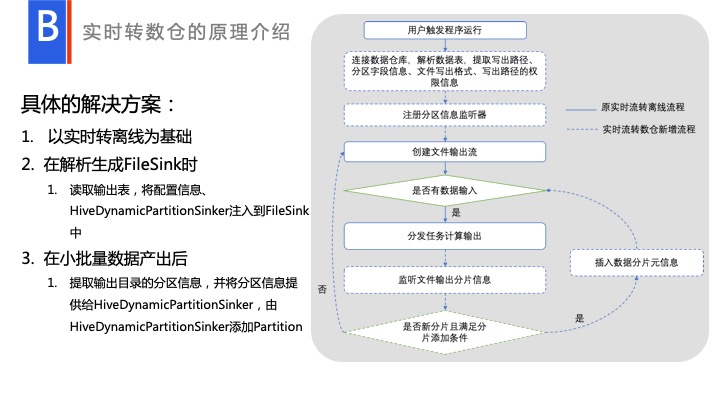 B
实时转数仓的原理介绍
具体的解决方案：
1. 以实时转离线为基础
2. 在解析生成FileSink时
1. 读取输出表，将配置信息、
HiveDynamicPartitionSinker注入到FileSink
中
3. 在小批量数据产出后
1. 提取输出目录的分区信息，并将分区信息提
供给HiveDynamicPartitionSinker，由
HiveDynamicPartitionSinker添加Partition
用户触发程序运行
连接数据仓库，解析数据表，提取写出路径、
分区字段信息、文件写出格式、写出路径的权
限信息
注册分区信息监听器
创建文件输出流
是否有数据输入
是
分发任务计算输出
监听文件输出分片信息
是否新分片且满足分
片添加条件
否
是
插入数据分片元信息
原实时流转离线流程
实时流转数仓新增流程